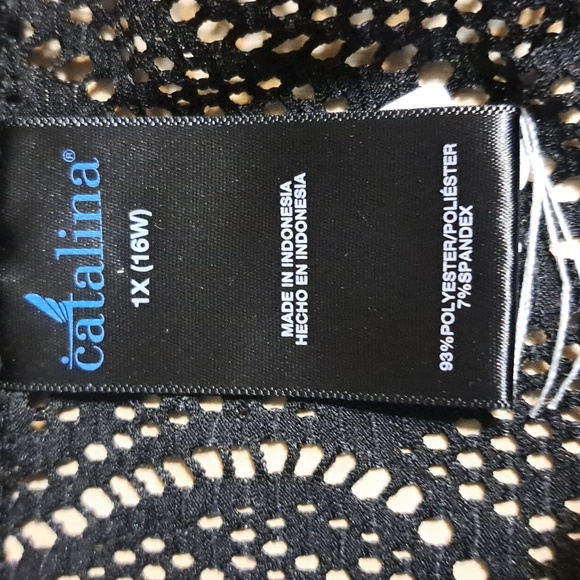 catalina®
1X (16W)
MADE IN INDONESIA
HECHO EN INDONESIA
93%POLYESTER/POLIÉSTER
7%SPANDEX